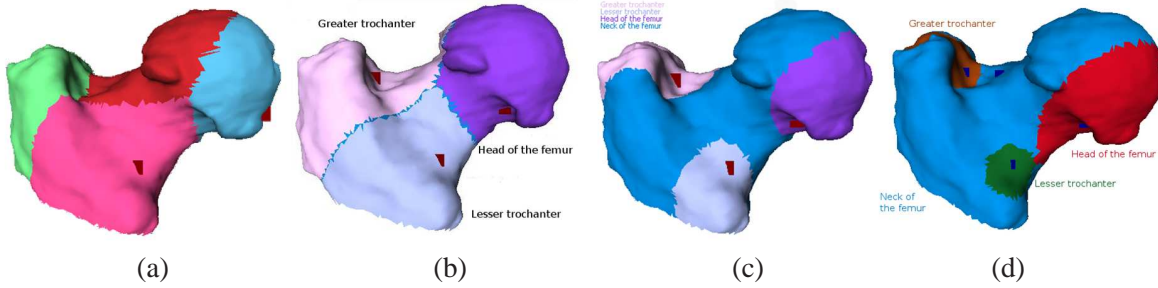 Greater trochanter
Head of the femur
Lesser trochanter
Greater trochanter
Lesser trochanter
Head of the femur
Neck of the femur
Greater trochanter
Head of the femur
Lesser trochanter
Neck of
the femur
(a)
(b)
(c)
(d)